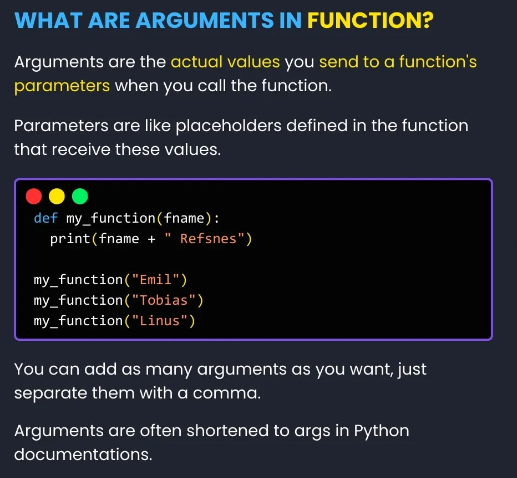 WHAT ARE ARGUMENTS IN FUNCTION?
Arguments are the actual values you send to a function's
parameters when you call the function.
Parameters are like placeholders defined in the function
that receive these values.
def my_function(fname):
  print(fname + " Refsnes")
my_function("Emil")
my_function("Tobias")
my_function("Linus")
You can add as many arguments as you want, just
separate them with a comma.
Arguments are often shortened to args in Python
documentations.